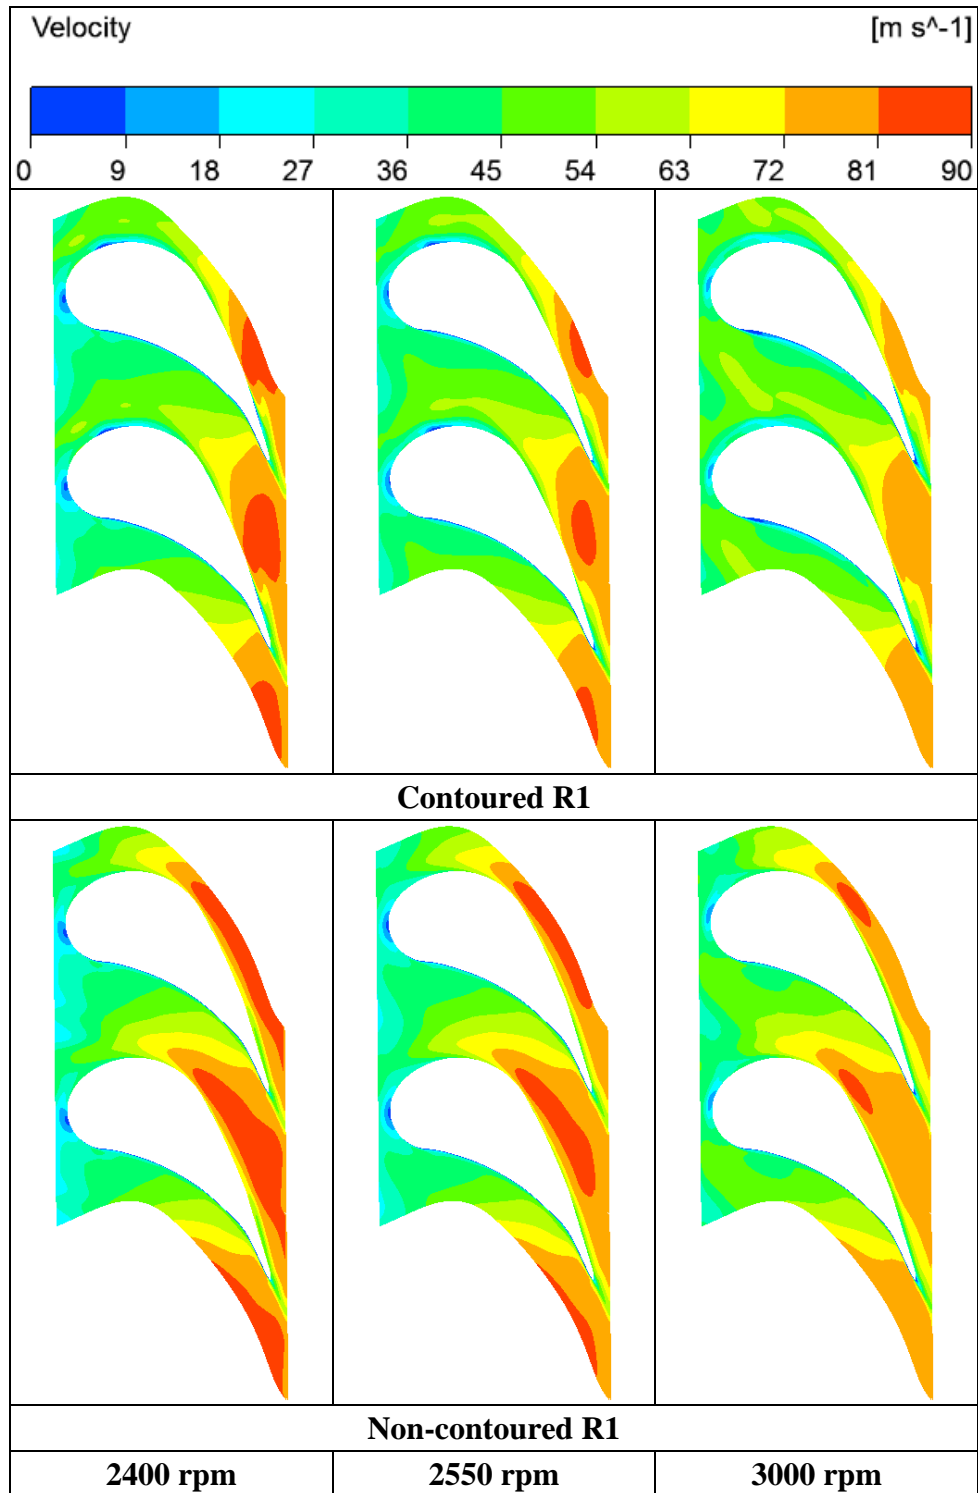 Velocity [m s^-1]
0 9 18 27 36 45 54 63 72 81 90
Contoured R1
Non-contoured R1
2400 rpm 2550 rpm 3000 rpm